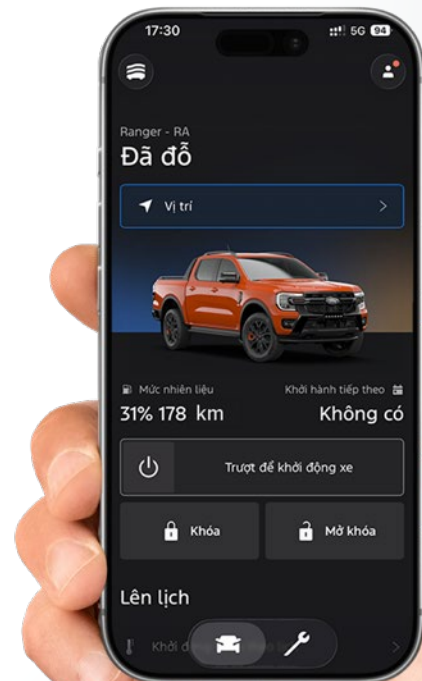 17:30
5G 94
Ranger - RA
Đã đỗ
Vị trí
Mức nhiên liệu
Khởi hành tiếp theo
31% 178 km
Không có
Trượt để khởi động xe
Khóa
Mở khóa
Lên lịch
Khởi